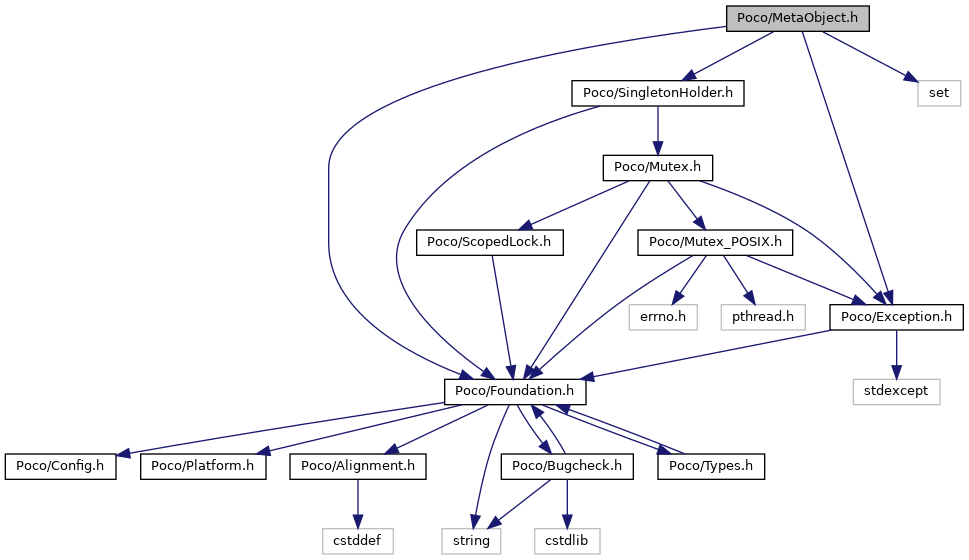 Poco/MetaObject.h
Poco/SingletonHolder.h
set
Poco/Mutex.h
Poco/ScopedLock.h
Poco/Mutex_POSIX.h
errno.h
pthread.h
Poco/Exception.h
Poco/Foundation.h
stdexcept
Poco/Config.h
Poco/Platform.h
Poco/Alignment.h
Poco/Bugcheck.h
Poco/Types.h
cstddef
string
cstdlib